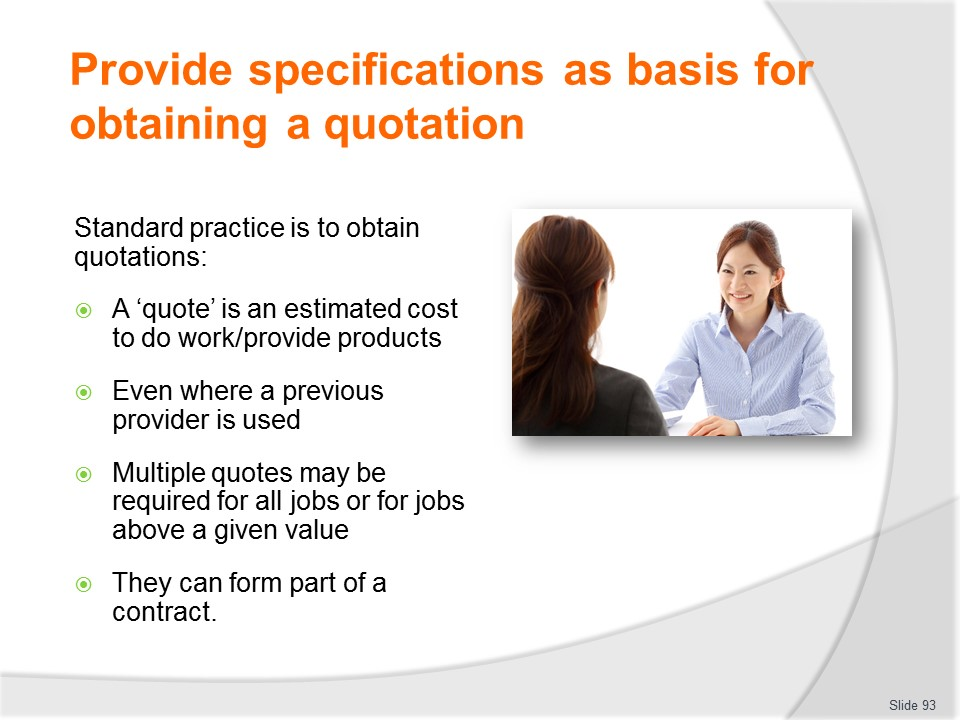 Provide specifications as basis for
obtaining a quotation
Standard practice is to obtain
quotations:
A ‘quote’ is an estimated cost
to do work/provide products
Even where a previous
provider is used
Multiple quotes may be
required for all jobs or for jobs
above a given value
They can form part of a
contract.
Slide 93